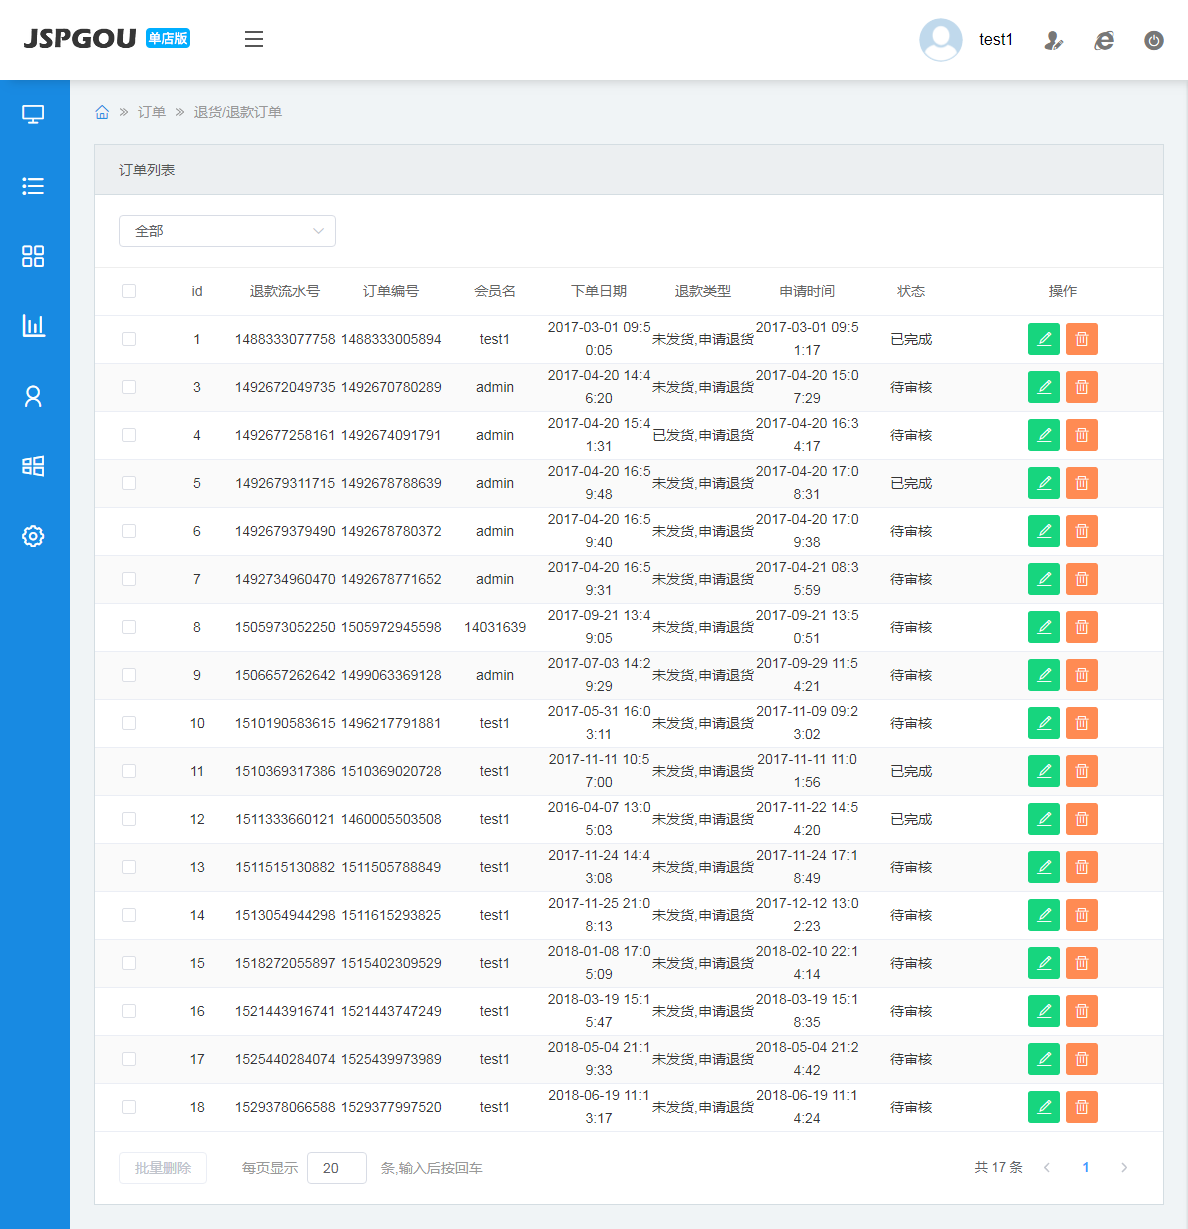 JSPGOU 单店版
test1
订单 退货/退款订单
订单列表
全部
id 退款流水号 订单编号 会员名 下单日期 退款类型 申请时间 状态 操作
1 1488333077758 1488333005894 test1 2017-03-01 09:50:05 未发货,申请退货 2017-03-01 09:51:17 已完成
3 1492672049735 1492670780289 admin 2017-04-20 14:46:20 未发货,申请退货 2017-04-20 15:07:29 待审核
4 1492677258161 1492674091791 admin 2017-04-20 15:41:31 已发货,申请退货 2017-04-20 16:34:17 待审核
5 1492679311715 1492678788639 admin 2017-04-20 16:59:48 未发货,申请退货 2017-04-20 17:08:31 已完成
6 1492679379490 1492678780372 admin 2017-04-20 16:59:40 未发货,申请退货 2017-04-20 17:09:38 待审核
7 1492734960470 1492678771652 admin 2017-04-20 16:59:31 未发货,申请退货 2017-04-21 08:35:59 待审核
8 1505973052250 1505972945598 14031639 2017-09-21 13:49:05 未发货,申请退货 2017-09-21 13:50:51 待审核
9 1506657262642 1499063369128 admin 2017-07-03 14:29:29 未发货,申请退货 2017-09-29 11:54:21 待审核
10 1510190583615 1496217791881 test1 2017-05-31 16:03:11 未发货,申请退货 2017-11-09 09:23:02 待审核
11 1510369317386 1510369020728 test1 2017-11-11 10:57:00 未发货,申请退货 2017-11-11 11:01:56 已完成
12 1511333660121 1460005503508 test1 2016-04-07 13:05:03 未发货,申请退货 2017-11-22 14:54:20 已完成
13 1511515130882 1511505788849 test1 2017-11-24 14:43:08 未发货,申请退货 2017-11-24 17:18:49 待审核
14 1513054944298 1511615293825 test1 2017-11-25 21:08:13 未发货,申请退货 2017-12-12 13:02:23 待审核
15 1518272055897 1515402309529 test1 2018-01-08 17:05:09 未发货,申请退货 2018-02-10 22:14:14 待审核
16 1521443916741 1521443747249 test1 2018-03-19 15:15:47 未发货,申请退货 2018-03-19 15:18:35 待审核
17 1525440284074 1525439973989 test1 2018-05-04 21:19:33 未发货,申请退货 2018-05-04 21:24:42 待审核
18 1529378066588 1529377997520 test1 2018-06-19 11:13:17 未发货,申请退货 2018-06-19 11:14:24 待审核
批量删除 每页显示 20 条,输入后按回车 共 17 条 1